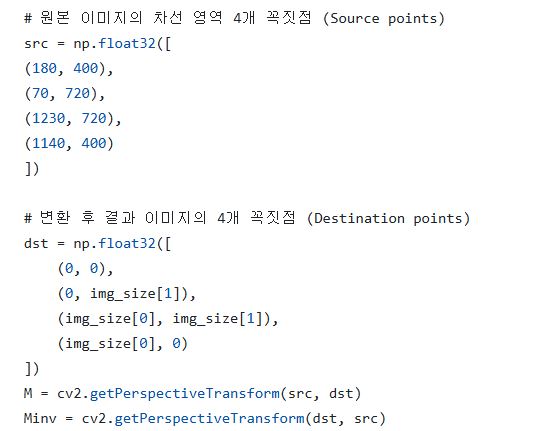 # 원본 이미지의 차선 영역 4개 꼭짓점 (Source points)
src = np.float32([
(180, 400),
(70, 720),
(1230, 720),
(1140, 400)
])

# 변환 후 결과 이미지의 4개 꼭짓점 (Destination points)
dst = np.float32([
    (0, 0),
    (0, img_size[1]),
    (img_size[0], img_size[1]),
    (img_size[0], 0)
])
M = cv2.getPerspectiveTransform(src, dst)
Minv = cv2.getPerspectiveTransform(dst, src)